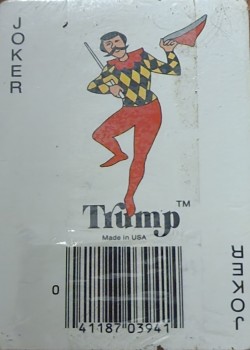 JOKER
Trump™
Made in USA
JOKER
0
41187 03941